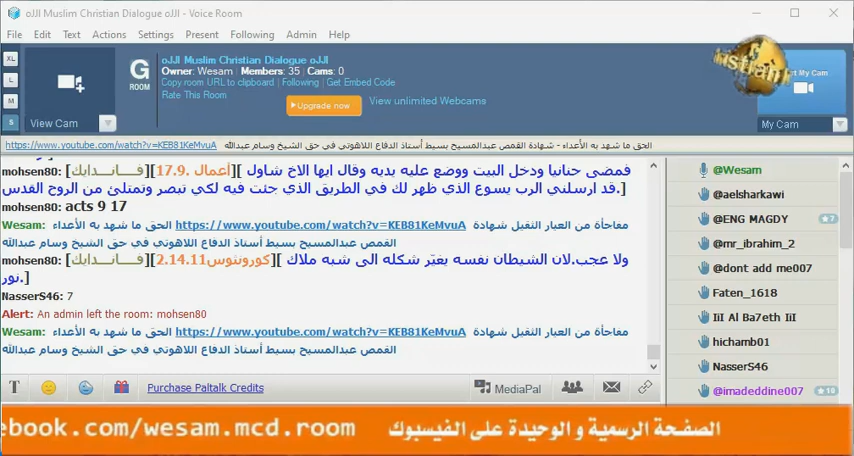 oJJI Muslim Christian Dialogue oJJI - Voice Room
File Edit Text Actions Settings Present Following Admin Help
XL
L
M
S
View Cam
G
ROOM
oJJI Muslim Christian Dialogue oJJI
Owner: Wesam | Members: 35 | Cams: 0
Copy room URL to clipboard | Following | Get Embed Code
Rate This Room
Upgrade now
View unlimited Webcams
My Cam
My Cam
https://www.youtube.com/watch?v=KEB81KeMvuA الحق ما شهد به الأعداء - شهادة القمص عبدالمسيح بسيط أستاذ الدفاع اللاهوتي في حق الشيخ وسام عبدالله
mohsen80: [فـــانـــدايك][أعمال .17.9][ فمضى حنانيا ودخل البيت ووضع عليه يديه وقال ايها الاخ شاول
قد ارسلني الرب يسوع الذي ظهر لك في الطريق الذي جئت فيه لكي تبصر وتمتلئ من الروح القدس.]
mohsen80: acts 9 17
Wesam: مفاجأة من العيار الثقيل شهادة https://www.youtube.com/watch?v=KEB81KeMvuA الحق ما شهد به الأعداء
القمص عبدالمسيح بسيط أستاذ الدفاع اللاهوتي في حق الشيخ وسام عبدالله
mohsen80: [فـــانـــدايك][كورونثوس2.14.11][ ولا عجب.لان الشيطان نفسه يغيّر شكله الى شبه ملاك
نور.]
NasserS46: 7
Alert: An admin left the room: mohsen80
Wesam: مفاجأة من العيار الثقيل شهادة https://www.youtube.com/watch?v=KEB81KeMvuA الحق ما شهد به الأعداء
القمص عبدالمسيح بسيط أستاذ الدفاع اللاهوتي في حق الشيخ وسام عبدالله
@Wesam
@aelsharkawi
@ENG MAGDY 7
@mr_ibrahim_2
@dont add me007
Faten_1618
IiI Al Ba7eth IiI
hichamb01
NasserS46
@imadeddine007 10
T
Purchase Paltalk Credits
MediaPal
ebook.com/wesam.mcd.room الصفحة الرسمية و الوحيدة على الفيسبوك